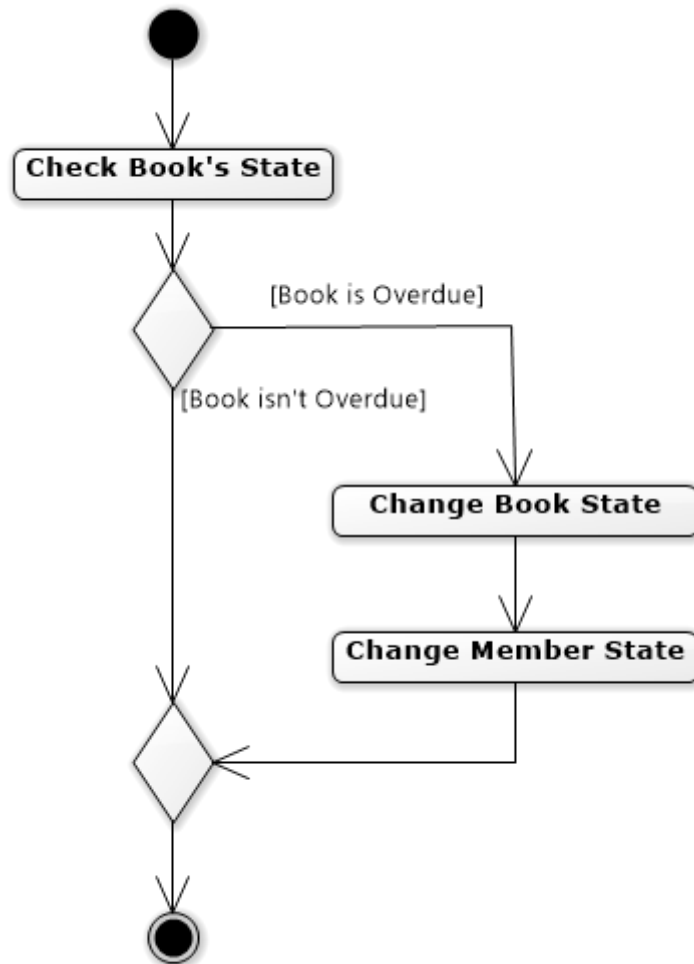 Check Book's State
[Book is Overdue]
[Book isn't Overdue]
Change Book State
Change Member State